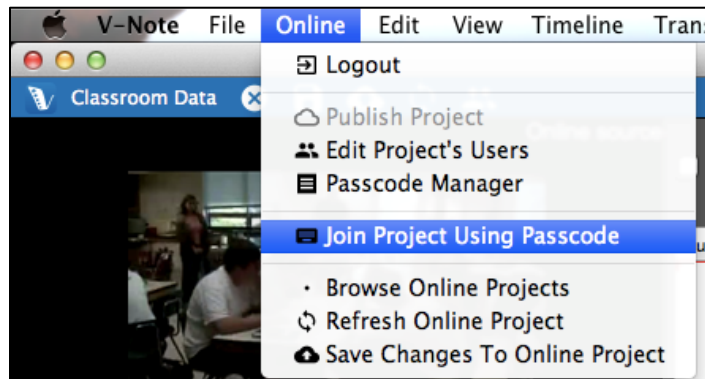 V-Note File Online Edit View Timeline Tran
Logout
Classroom Data
Publish Project
Edit Project's Users
Passcode Manager
Join Project Using Passcode
Browse Online Projects
Refresh Online Project
Save Changes To Online Project